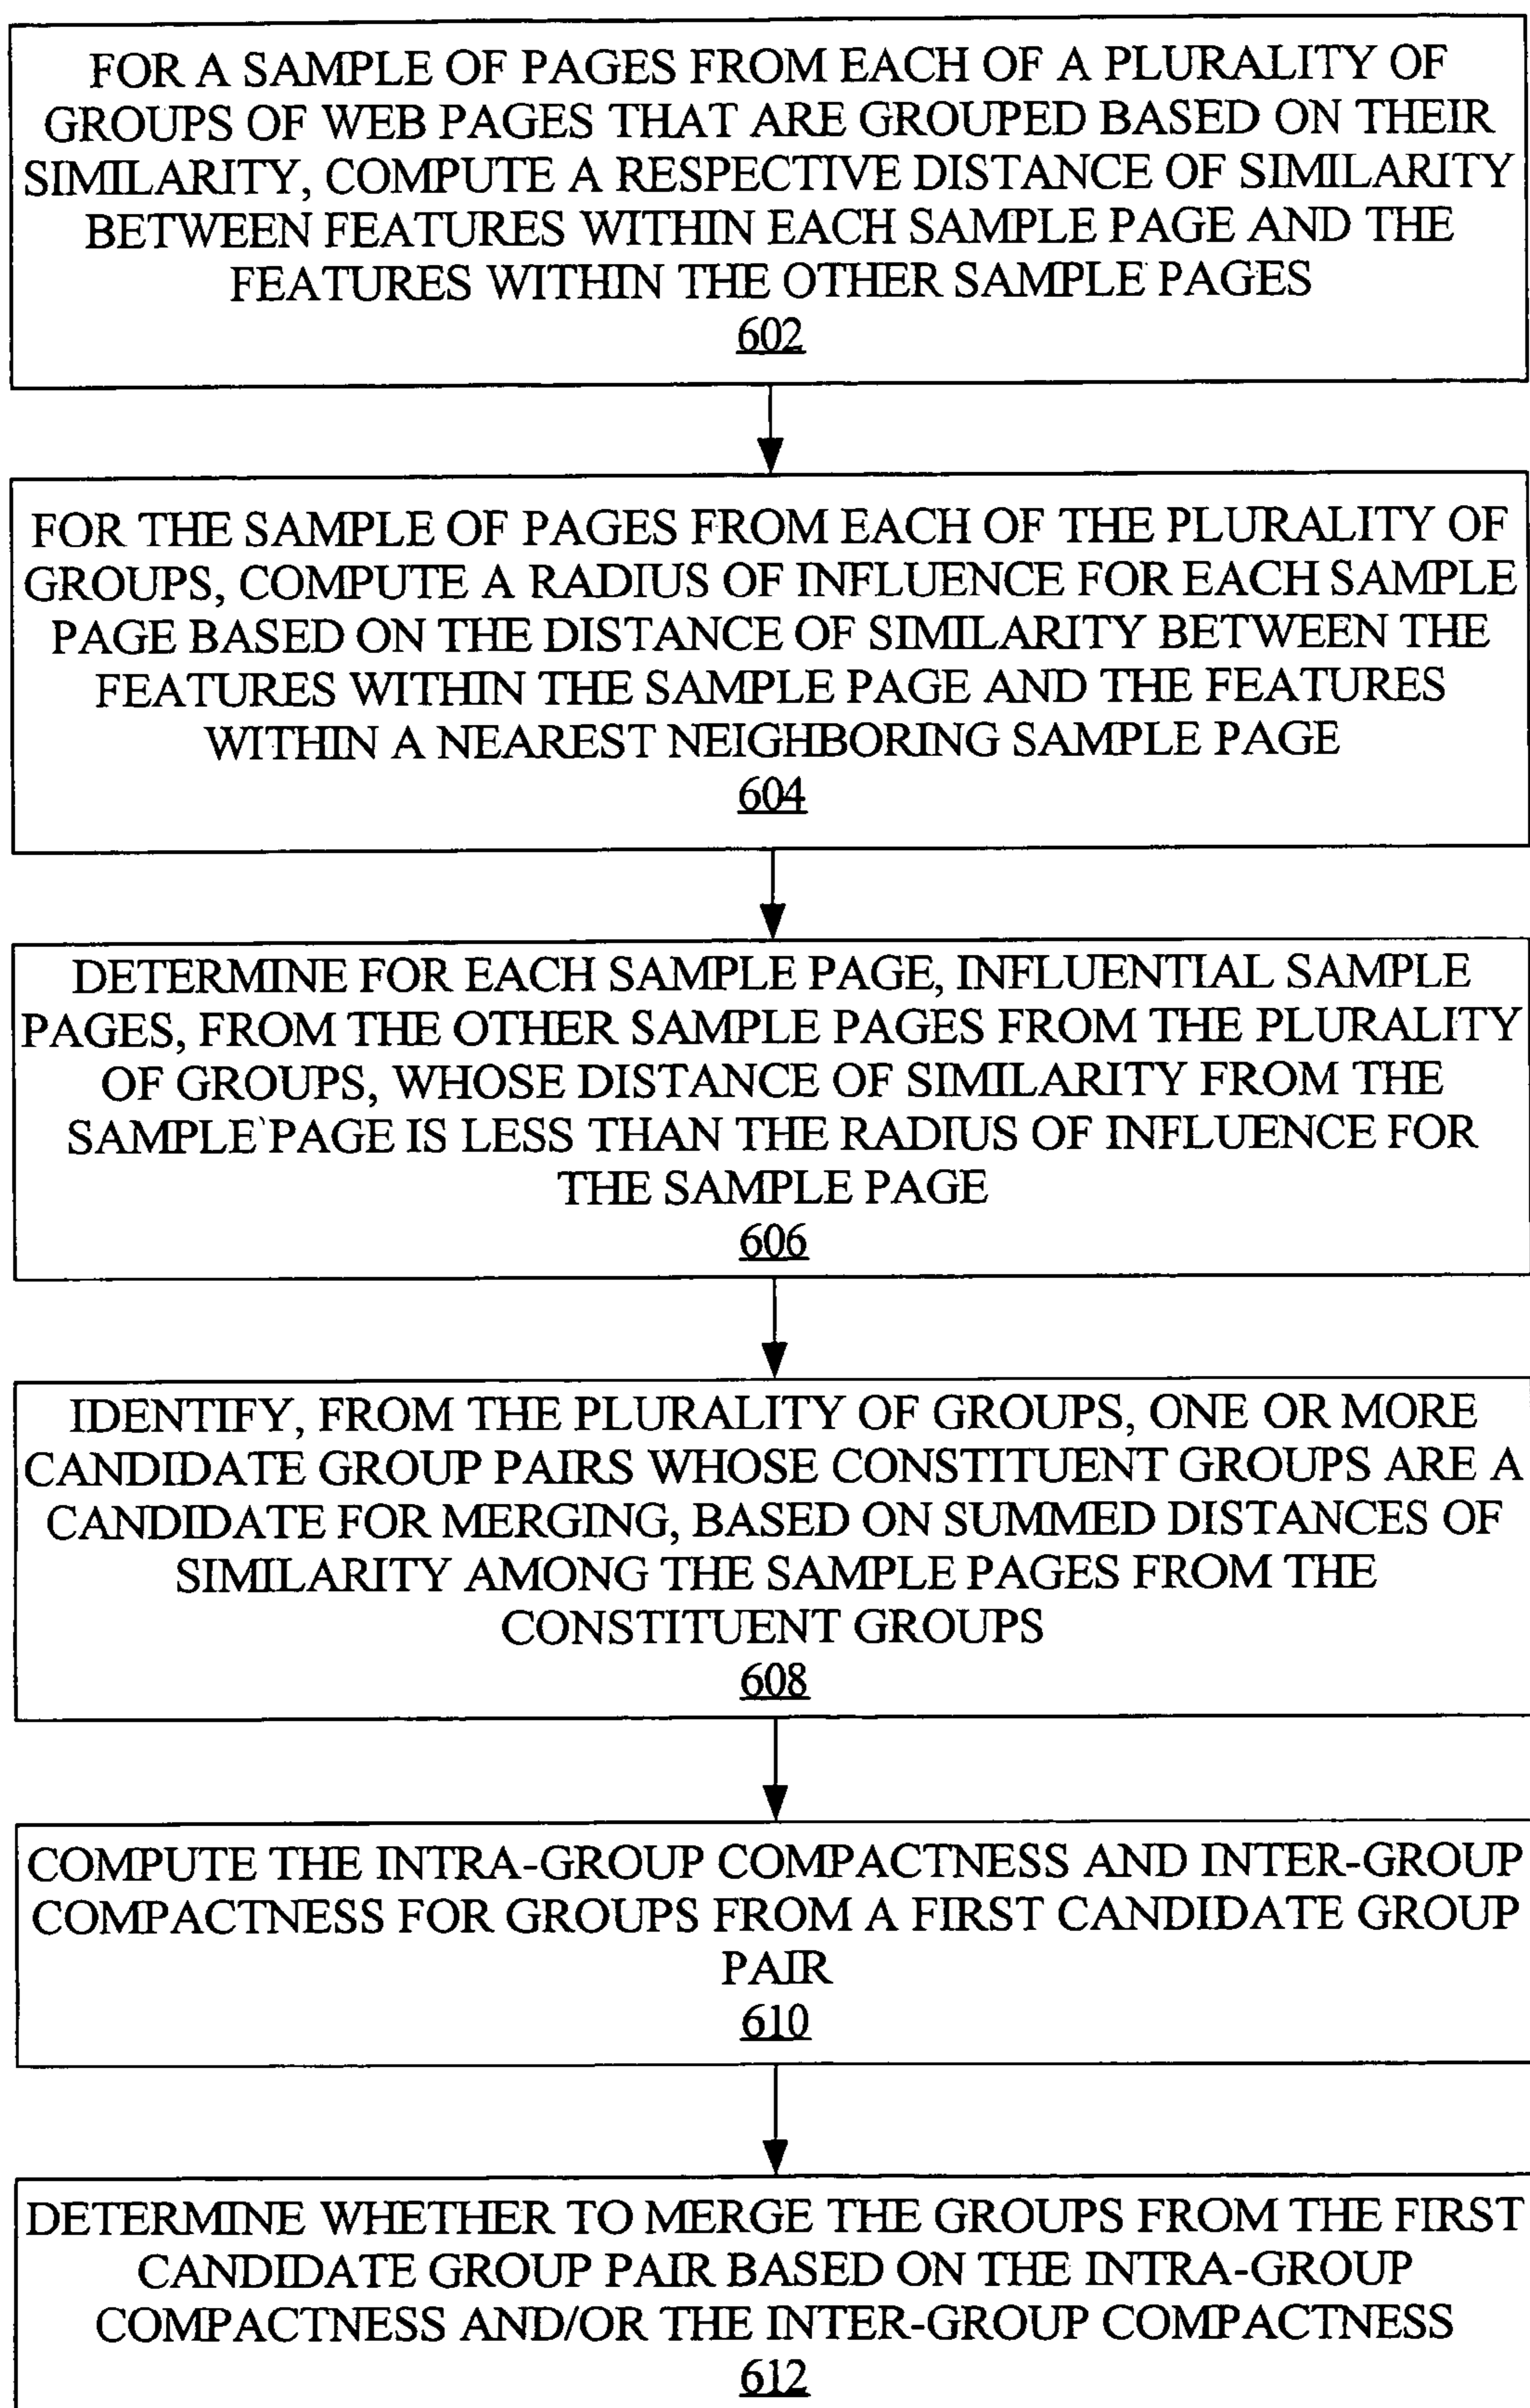 FOR A SAMPLE OF PAGES FROM EACH OF A PLURALITY OF
GROUPS OF WEB PAGES THAT ARE GROUPED BASED ON THEIR
SIMILARITY, COMPUTE A RESPECTIVE DISTANCE OF SIMILARITY
BETWEEN FEATURES WITHIN EACH SAMPLE PAGE AND THE
FEATURES WITHIN THE OTHER SAMPLE PAGES
602
FOR THE SAMPLE OF PAGES FROM EACH OF THE PLURALITY OF
GROUPS, COMPUTE A RADIUS OF INFLUENCE FOR EACH SAMPLE
PAGE BASED ON THE DISTANCE OF SIMILARITY BETWEEN THE
FEATURES WITHIN THE SAMPLE PAGE AND THE FEATURES
WITHIN A NEAREST NEIGHBORING SAMPLE PAGE
604
DETERMINE FOR EACH SAMPLE PAGE, INFLUENTIAL SAMPLE
PAGES, FROM THE OTHER SAMPLE PAGES FROM THE PLURALITY
OF GROUPS, WHOSE DISTANCE OF SIMILARITY FROM THE
SAMPLE PAGE IS LESS THAN THE RADIUS OF INFLUENCE FOR
THE SAMPLE PAGE
606
IDENTIFY, FROM THE PLURALITY OF GROUPS, ONE OR MORE
CANDIDATE GROUP PAIRS WHOSE CONSTITUENT GROUPS ARE A
CANDIDATE FOR MERGING, BASED ON SUMMED DISTANCES OF
SIMILARITY AMONG THE SAMPLE PAGES FROM THE
CONSTITUENT GROUPS
608
COMPUTE THE INTRA-GROUP COMPACTNESS AND INTER-GROUP
COMPACTNESS FOR GROUPS FROM A FIRST CANDIDATE GROUP
PAIR
610
DETERMINE WHETHER TO MERGE THE GROUPS FROM THE FIRST
CANDIDATE GROUP PAIR BASED ON THE INTRA-GROUP
COMPACTNESS AND/OR THE INTER-GROUP COMPACTNESS
612